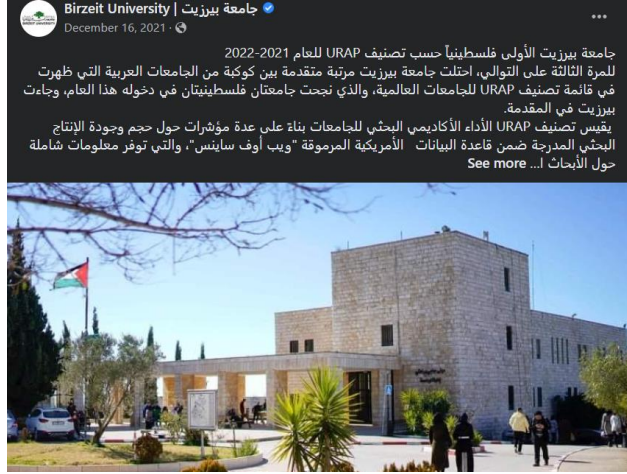 Birzeit University | جامعة بيرزيت
December 16, 2021 ·
جامعة بيرزيت الأولى فلسطينياً حسب تصنيف URAP للعام 2021-2022
للمرة الثالثة على التوالي، احتلت جامعة بيرزيت مرتبة متقدمة بين كوكبة من الجامعات العربية التي ظهرت
في قائمة تصنيف URAP للجامعات العالمية، والذي نجحت جامعتان فلسطينيتان في دخوله هذا العام، وجاءت
بيرزيت في المقدمة.
يقيس تصنيف URAP الأداء الأكاديمي البحثي للجامعات بناءً على عدة مؤشرات حول حجم وجودة الإنتاج
البحثي المدرجة ضمن قاعدة البيانات الأمريكية المرموقة "ويب أوف ساينس"، والتي توفر معلومات شاملة
حول الأبحاث ا... See more